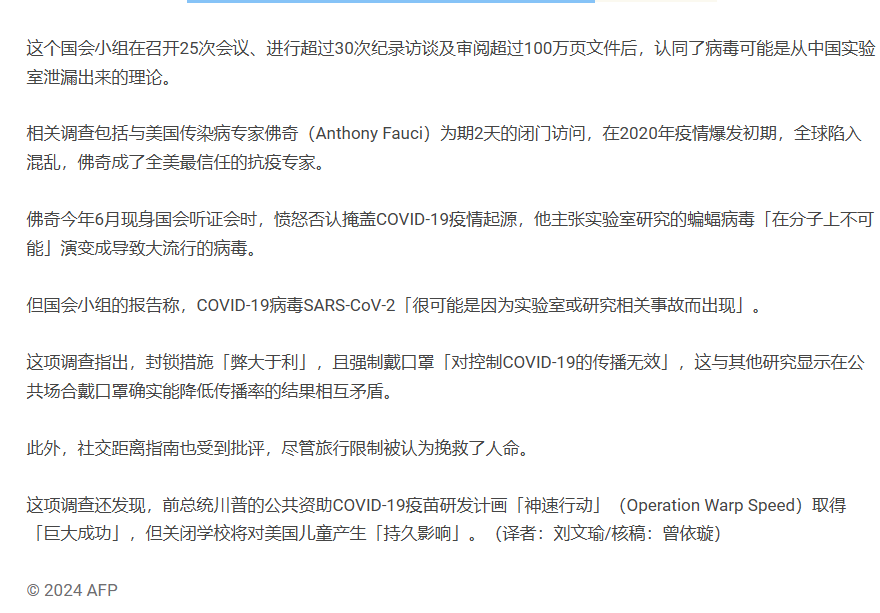 这个国会小组在召开25次会议、进行超过30次纪录访谈及审阅超过100万页文件后，认同了病毒可能是从中国实验
室泄漏出来的理论。
相关调查包括与美国传染病专家佛奇（Anthony Fauci）为期2天的闭门访问，在2020年疫情爆发初期，全球陷入
混乱，佛奇成了全美最信任的抗疫专家。
佛奇今年6月现身国会听证会时，愤怒否认掩盖COVID-19疫情起源，他主张实验室研究的蝙蝠病毒「在分子上不可
能」演变成导致大流行的病毒。
但国会小组的报告称，COVID-19病毒SARS-CoV-2「很可能是因为实验室或研究相关事故而出现」。
这项调查指出，封锁措施「弊大于利」，且强制戴口罩「对控制COVID-19的传播无效」，这与其他研究显示在公
共场合戴口罩确实能降低传播率的结果相互矛盾。
此外，社交距离指南也受到批评，尽管旅行限制被认为挽救了人命。
这项调查还发现，前总统川普的公共资助COVID-19疫苗研发计画「神速行动」（Operation Warp Speed）取得
「巨大成功」，但关闭学校将对美国儿童产生「持久影响」。（译者：刘文瑜/核稿：曾依璇）
© 2024 AFP